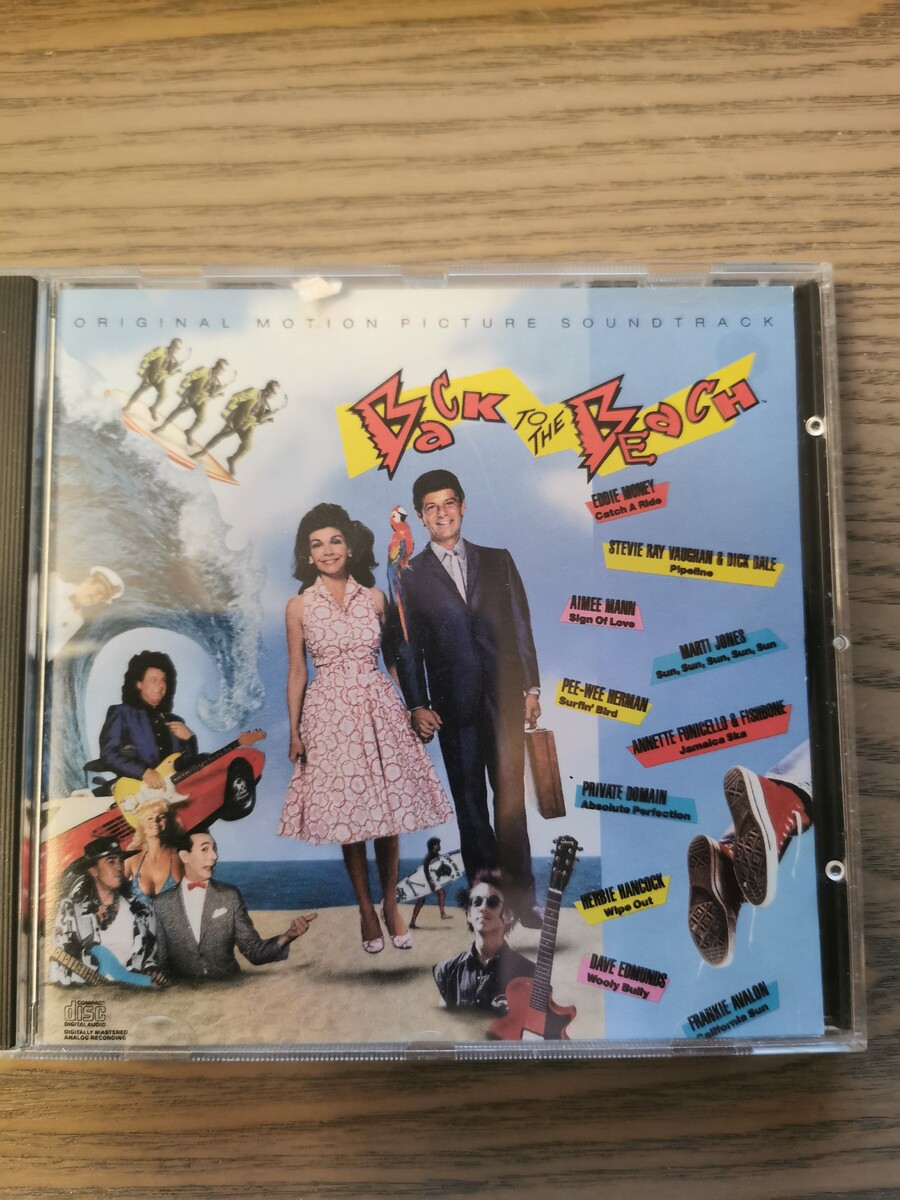 ORIGINAL MOTION PICTURE SOUNDTRACK
BACK TO THE BEACH
EDDIE MONEY
Catch A Ride
STEVIE RAY VAUGHAN & DICK DALE
Pipeline
AIMEE MANN
Sign Of Love
MARTI JONES
Sun, Sun, Sun, Sun, Sun
PEE-WEE HERMAN
Surfin' Bird
ANNETTE FUNICELLO & FISHBONE
Jamaica Ska
PRIVATE DOMAIN
Absolute Perfection
HERBIE HANCOCK
Wipe Out
DAVE EDMUNDS
Wooly Bully
FRANKIE AVALON
California Sun
COMPACT
disc
DIGITAL AUDIO
DIGITALLY MASTERED
ANALOG RECORDING